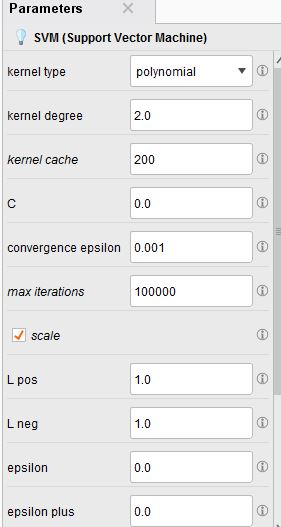 Parameters
SVM (Support Vector Machine)
kernel type polynomial
kernel degree 2.0
kernel cache 200
C 0.0
convergence epsilon 0.001
max iterations 100000
scale
L pos 1.0
L neg 1.0
epsilon 0.0
epsilon plus 0.0